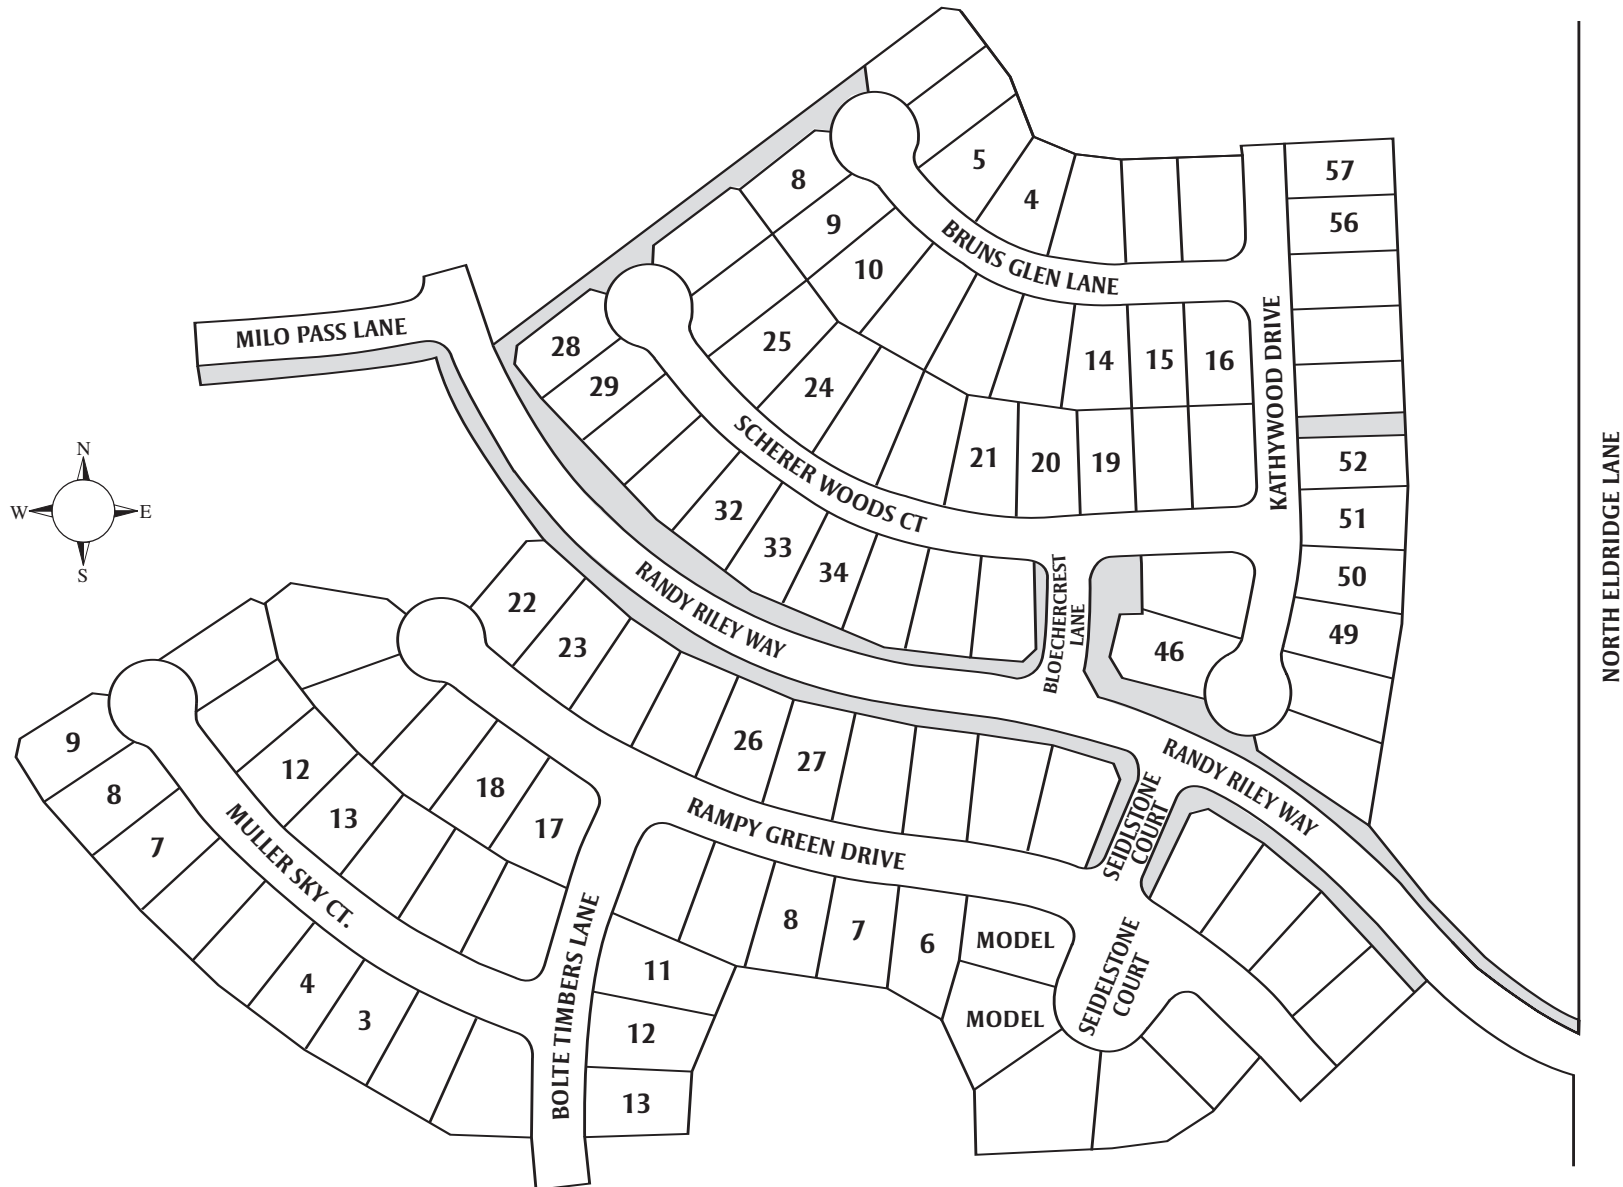 57
5
56
8
4
9
BRUNS GLEN LANE
10
MILO PASS LANE
28
25
14
15
16
29
24
KATHYWOOD DRIVE
N
W
E
S
SCHERER WOODS CT
21
20
19
52
32
51
33
34
50
NORTH ELDRIDGE LANE
22
RANDY RILEY WAY
BLOECHERCREST
LANE
49
23
46
9
26
27
RANDY RILEY WAY
12
18
8
SEIDLSTONE
COURT
13
17
7
MULLER SKY CT.
RAMPY GREEN DRIVE
8
7
6
MODEL
11
4
BOLTE TIMBERS LANE
SEIDELSTONE
COURT
3
MODEL
12
13